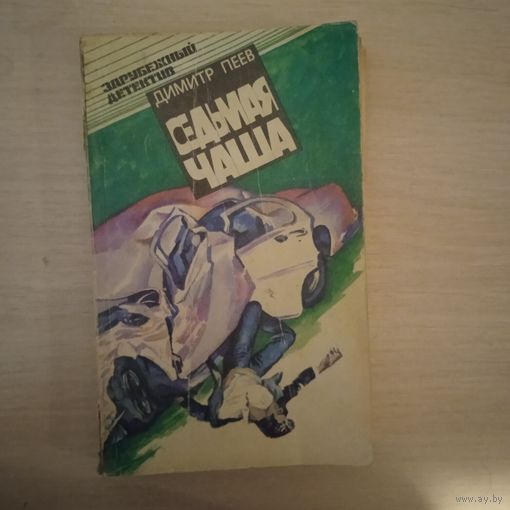 ЗАРУБЕЖНЫЙ
ДЕТЕКТИВ
ДИМИТР ПЕЕВ
СЕДЬМАЯ
ЧАША
www.ay.by